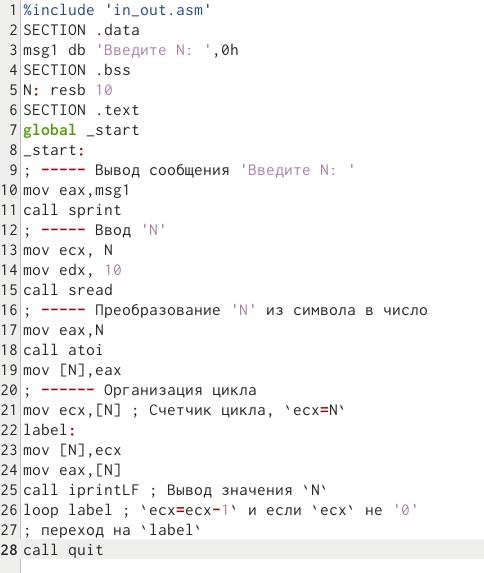 1 %include 'in_out.asm'
2 SECTION .data
3 msg1 db 'Введите N: ',0h
4 SECTION .bss
5 N: resb 10
6 SECTION .text
7 global _start
8 _start:
9 ; ----- Вывод сообщения 'Введите N: '
10 mov eax,msg1
11 call sprint
12 ; ----- Ввод 'N'
13 mov ecx, N
14 mov edx, 10
15 call sread
16 ; ----- Преобразование 'N' из символа в число
17 mov eax,N
18 call atoi
19 mov [N],eax
20 ; ------ Организация цикла
21 mov ecx,[N] ; Счетчик цикла, `ecx=N`
22 label:
23 mov [N],ecx
24 mov eax,[N]
25 call iprintLF ; Вывод значения `N`
26 loop label ; `ecx=ecx-1` и если `ecx` не '0'
27 ; переход на `label`
28 call quit